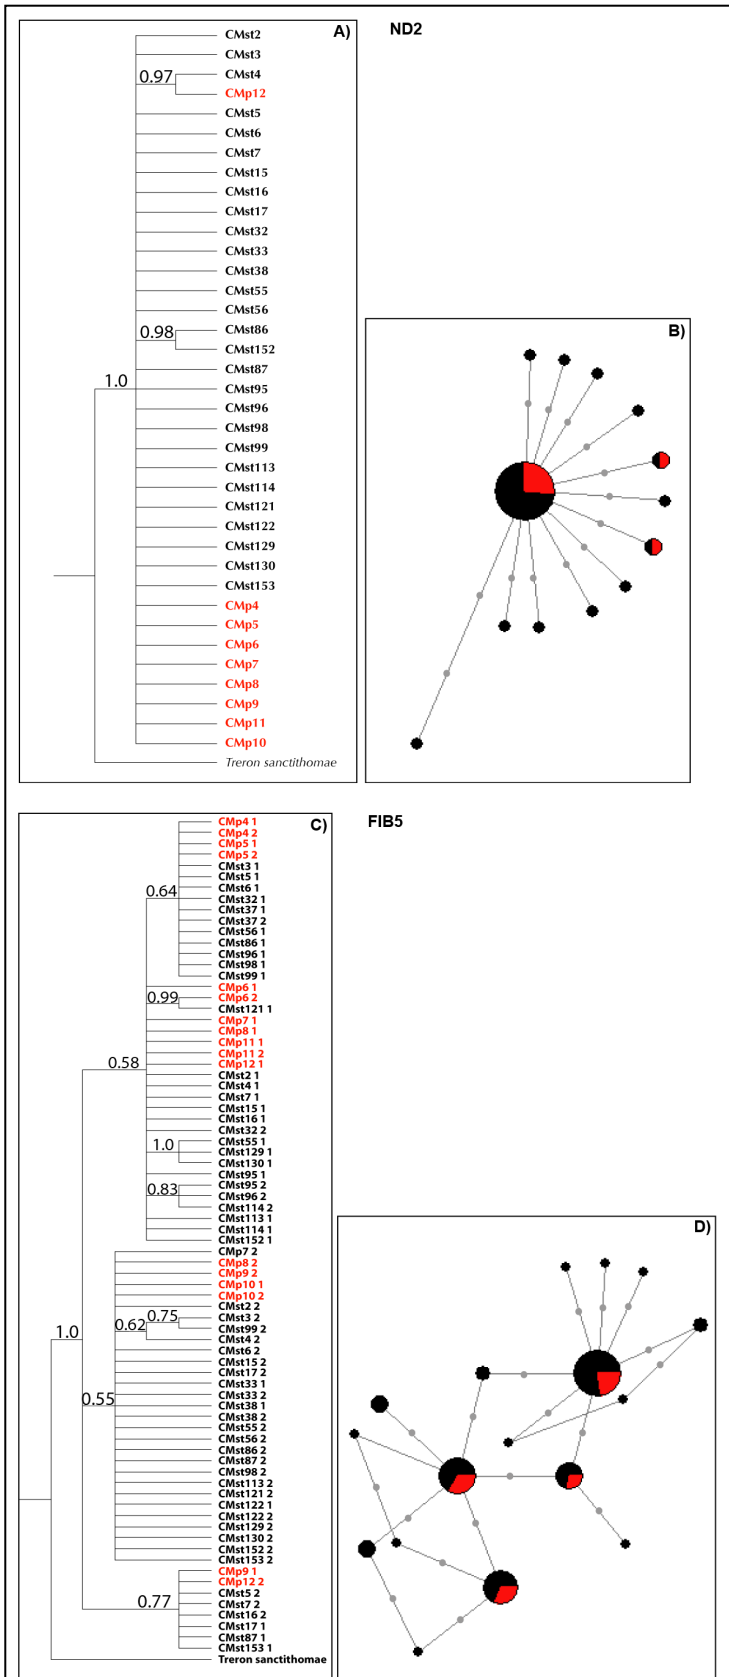 A)
ND2
CMst2
CMst3
0.97
CMst4
CMp12
CMst5
CMst6
CMst7
CMst15
CMst16
CMst17
CMst32
CMst33
CMst38
CMst55
CMst56
0.98
CMst86
CMst152
CMst87
1.0
CMst95
CMst96
CMst98
CMst99
CMst113
CMst114
CMst121
CMst122
CMst129
CMst130
CMst153
CMp4
CMp5
CMp6
CMp7
CMp8
CMp9
CMp11
CMp10
Treron sanctithomae
B)
C)
FIB5
CMp4 1
CMp4 2
CMp5 1
CMp5 2
CMst3 1
CMst5 1
0.64
CMst6 1
CMst32 1
CMst37 1
CMst37 2
CMst56 1
CMst86 1
CMst96 1
CMst98 1
CMst99 1
CMp6 1
0.99
CMp6 2
CMst121 1
CMp7 1
CMp8 1
CMp11 1
CMp11 2
0.58
CMp12 1
CMst2 1
CMst4 1
CMst7 1
CMst15 1
CMst16 1
CMst32 2
CMst55 1
1.0
CMst129 1
CMst130 1
CMst95 1
0.83
CMst95 2
CMst96 2
CMst114 2
CMst113 1
CMst114 1
CMst152 1
CMp7 2
CMp8 2
CMp9 2
CMp10 1
CMp10 2
CMst2 2
0.75
CMst3 2
0.62
CMst99 2
1.0
CMst4 2
CMst6 2
CMst15 2
CMst17 2
CMst33 1
CMst33 2
0.55
CMst38 1
CMst38 2
CMst55 2
CMst56 2
CMst86 2
CMst87 2
CMst98 2
CMst113 2
CMst121 2
CMst122 1
CMst122 2
CMst129 2
CMst130 2
CMst152 2
CMst153 2
CMp9 1
CMp12 2
CMst5 2
0.77
CMst7 2
CMst16 2
CMst17 1
CMst87 1
CMst153 1
Treron sanctithomae
D)